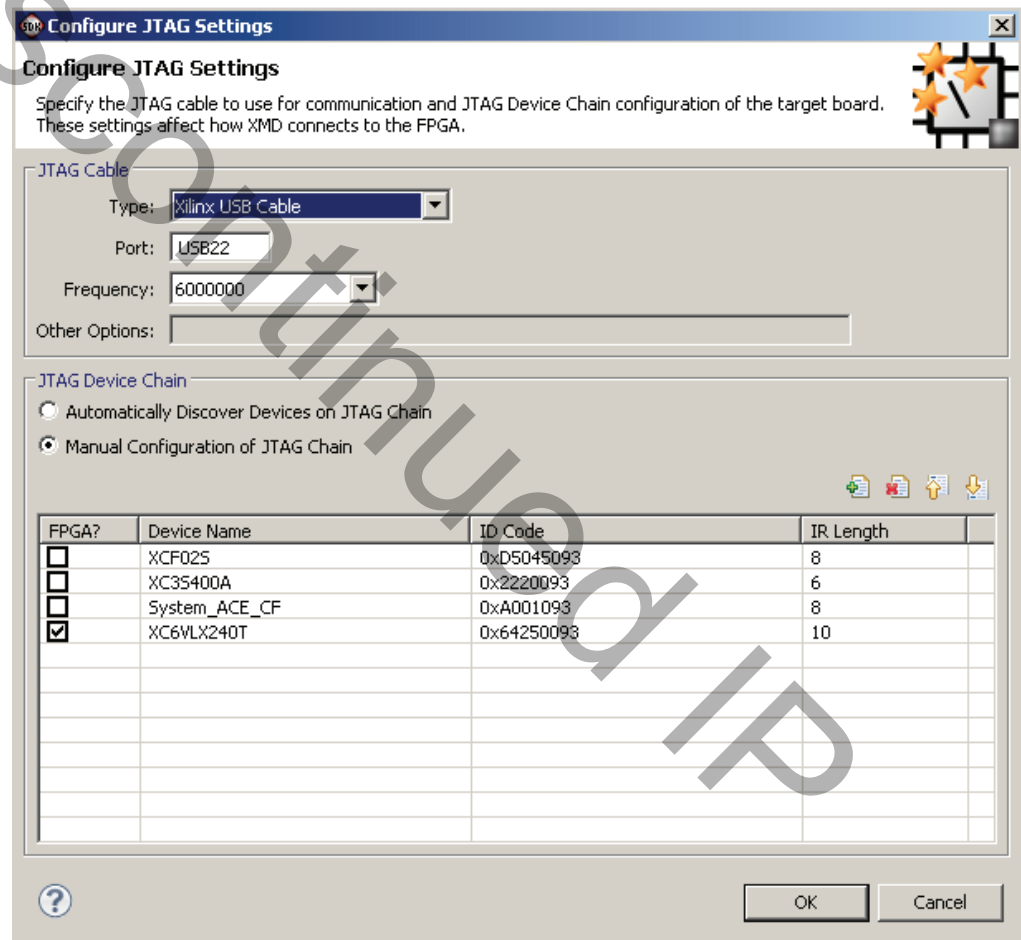 SDK Configure JTAG Settings
Configure JTAG Settings
Specify the JTAG cable to use for communication and JTAG Device Chain configuration of the target board.
These settings affect how XMD connects to the FPGA.
JTAG Cable
Type: Xilinx USB Cable
Port: USB22
Frequency: 6000000
Other Options:
JTAG Device Chain
Automatically Discover Devices on JTAG Chain
Manual Configuration of JTAG Chain
FPGA? Device Name ID Code IR Length
XCF02S 0xD5045093 8
XC3S400A 0x2220093 6
System_ACE_CF 0xA001093 8
XC6VLX240T 0x64250093 10
? OK Cancel
scontinued IP